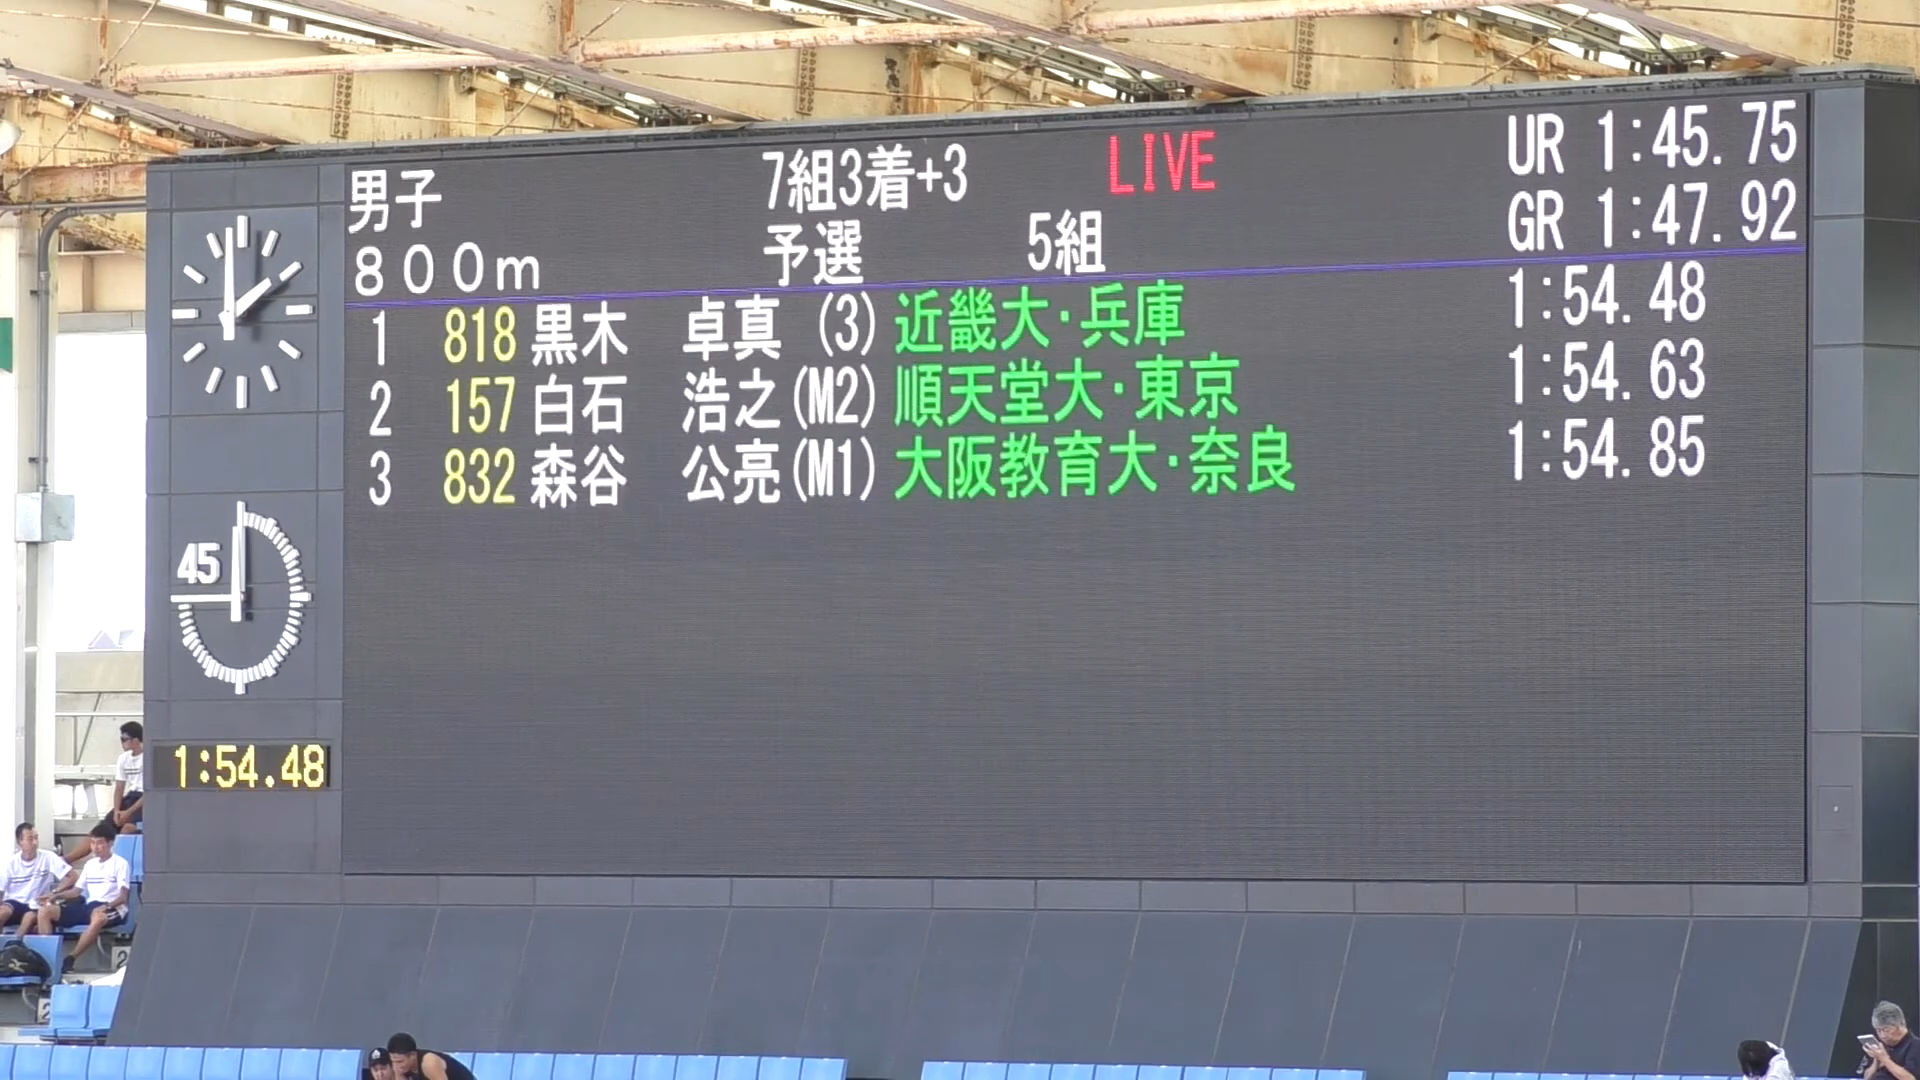 男子 7組3着+3 LIVE UR 1:45.75
800m 予選 5組 GR 1:47.92
1 818 黒木 卓真 (3) 近畿大・兵庫 1:54.48
2 157 白石 浩之(M2) 順天堂大・東京 1:54.63
3 832 森谷 公亮(M1) 大阪教育大・奈良 1:54.85
45
1:54.48
2
2